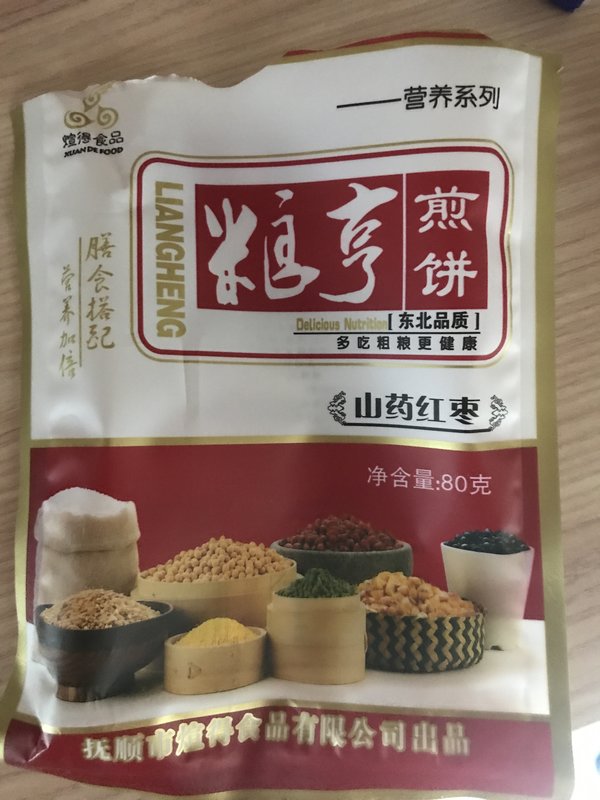 ——营养系列
煊得食品
XUAN DE FOOD
LIANGHENG
粮亨
煎饼
膳食搭配
营养加倍
Delicious Nutrition [东北品质]
多吃粗粮更健康
山药红枣
净含量:80克
抚顺市煊得食品有限公司出品